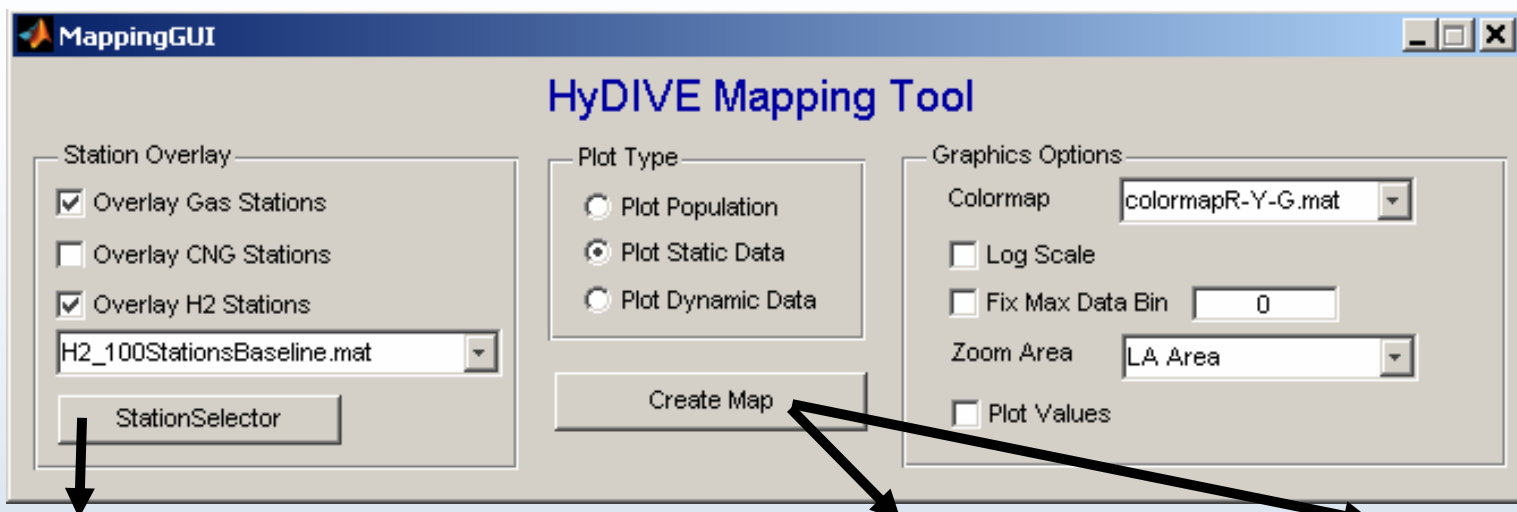 MappingGUI
HyDIVE Mapping Tool
Station Overlay
Overlay Gas Stations
Overlay CNG Stations
Overlay H2 Stations
H2_100StationsBaseline.mat
StationSelector
Plot Type
Plot Population
Plot Static Data
Plot Dynamic Data
Create Map
Graphics Options
Colormap colormapR-Y-G.mat
Log Scale
Fix Max Data Bin 0
Zoom Area LA Area
Plot Values